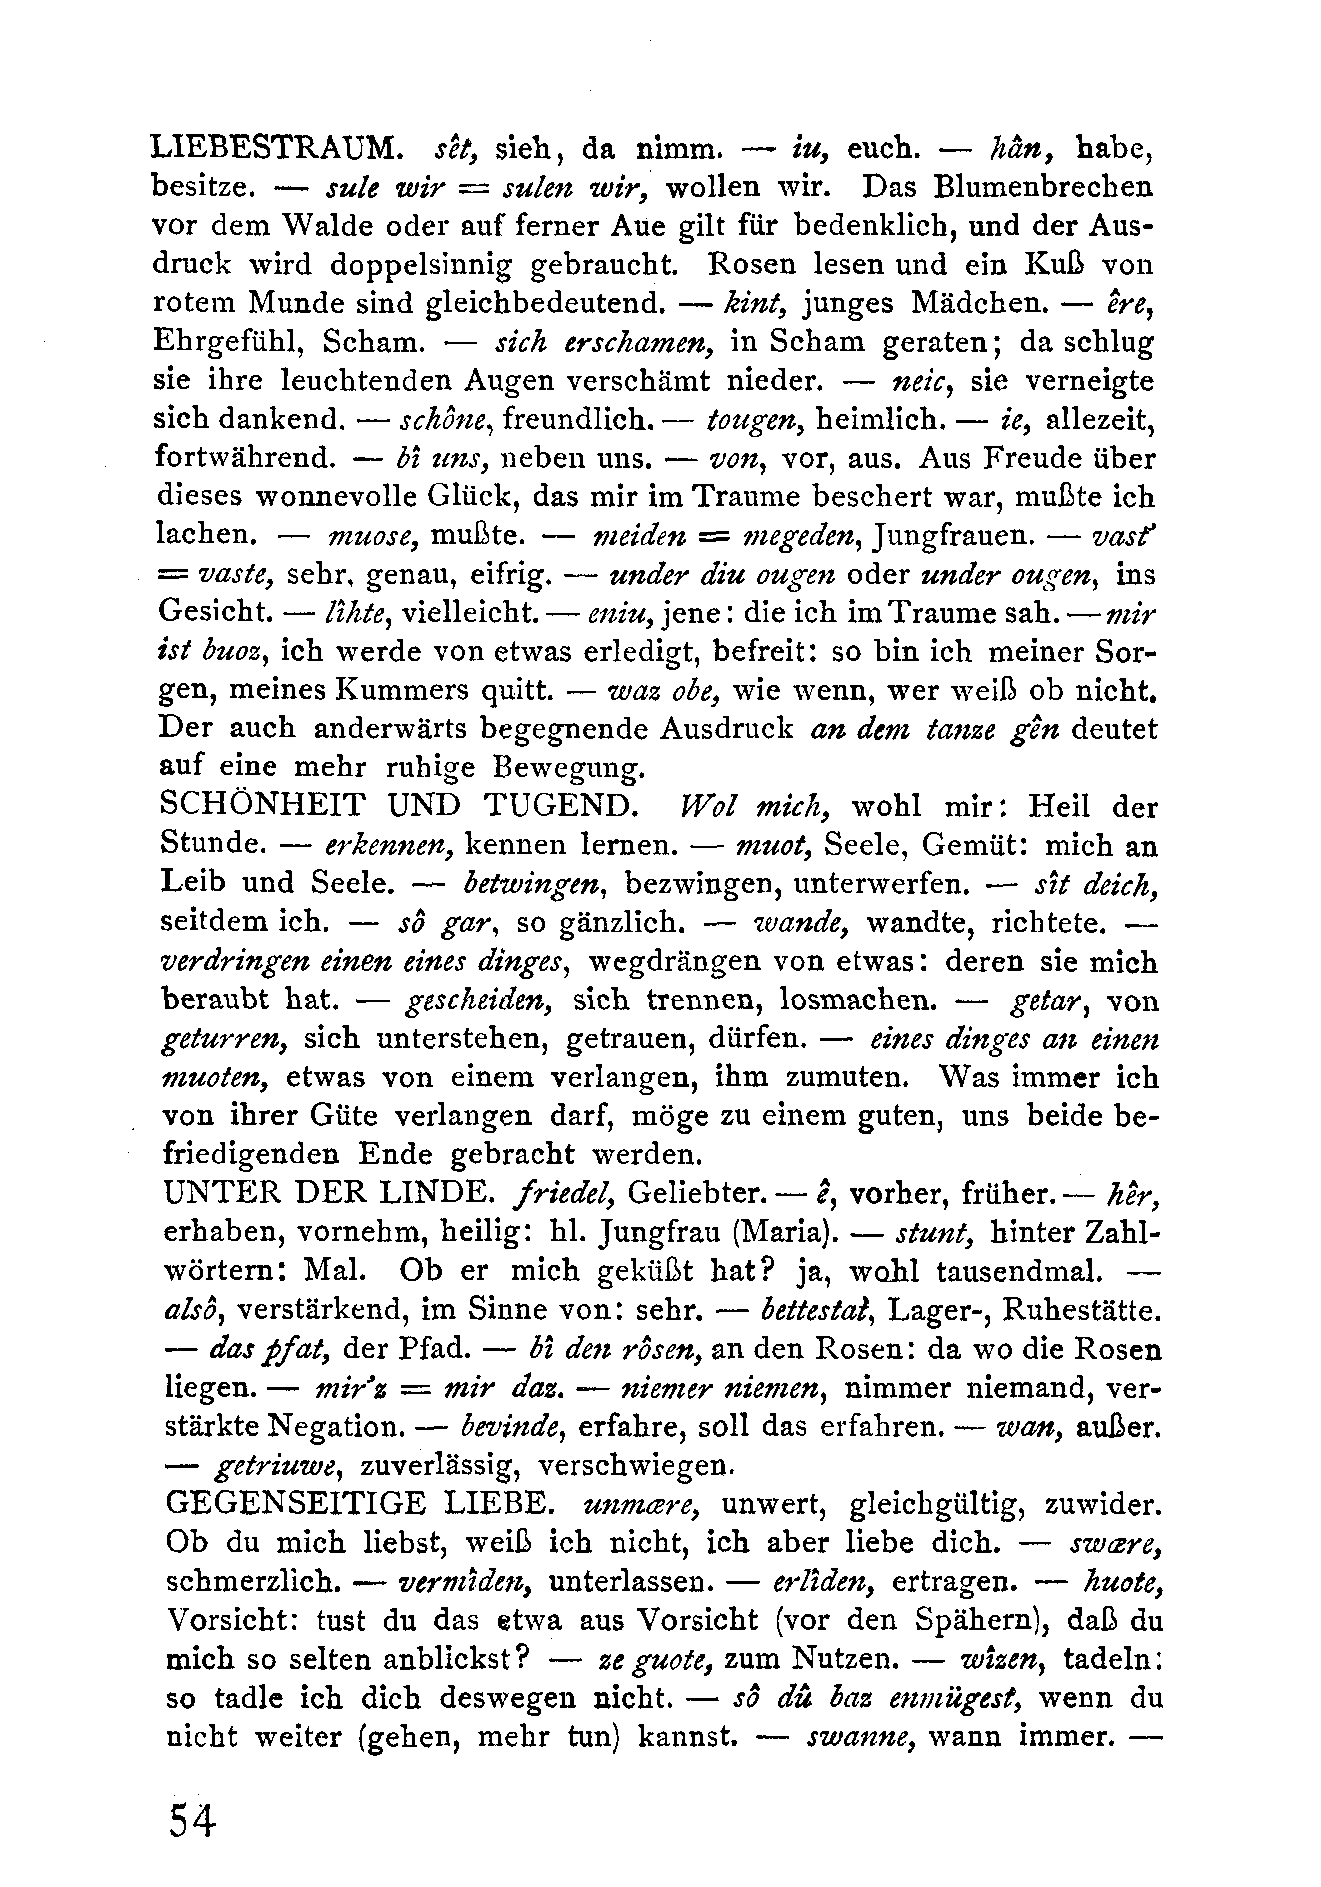 LIEBESTRAUM. sêt, sieh, da nimm. — iu, euch. — hân, habe,
besitze. — sule wir = sulen wir, wollen wir. Das Blumenbrechen
vor dem Walde oder auf ferner Aue gilt für bedenklich, und der Aus-
druck wird doppelsinnig gebraucht. Rosen lesen und ein Kuß von
rotem Munde sind gleichbedeutend. — kint, junges Mädchen. — êre,
Ehrgefühl, Scham. — sich erschamen, in Scham geraten; da schlug
sie ihre leuchtenden Augen verschämt nieder. — neic, sie verneigte
sich dankend. — schône, freundlich. — tougen, heimlich. — ie, allezeit,
fortwährend. — bî uns, neben uns. — von, vor, aus. Aus Freude über
dieses wonnevolle Glück, das mir im Traume beschert war, mußte ich
lachen. — muose, mußte. — meiden = megeden, Jungfrauen. — vast'
= vaste, sehr, genau, eifrig. — under diu ougen oder under ougen, ins
Gesicht. — lîhte, vielleicht. — eniu, jene: die ich im Traume sah. — mir
ist buoz, ich werde von etwas erledigt, befreit: so bin ich meiner Sor-
gen, meines Kummers quitt. — waz obe, wie wenn, wer weiß ob nicht.
Der auch anderwärts begegnende Ausdruck an dem tanze gên deutet
auf eine mehr ruhige Bewegung.
SCHÖNHEIT UND TUGEND. Wol mich, wohl mir: Heil der
Stunde. — erkennen, kennen lernen. — muot, Seele, Gemüt: mich an
Leib und Seele. — betwingen, bezwingen, unterwerfen. — sît deich,
seitdem ich. — sô gar, so gänzlich. — wande, wandte, richtete. —
verdringen einen eines dinges, wegdrängen von etwas: deren sie mich
beraubt hat. — gescheiden, sich trennen, losmachen. — getar, von
geturren, sich unterstehen, getrauen, dürfen. — eines dinges an einen
muoten, etwas von einem verlangen, ihm zumuten. Was immer ich
von ihrer Güte verlangen darf, möge zu einem guten, uns beide be-
friedigenden Ende gebracht werden.
UNTER DER LINDE. friedel, Geliebter. — ê, vorher, früher. — hêr,
erhaben, vornehm, heilig: hl. Jungfrau (Maria). — stunt, hinter Zahl-
wörtern: Mal. Ob er mich geküßt hat? ja, wohl tausendmal. —
alsô, verstärkend, im Sinne von: sehr. — bettestat, Lager-, Ruhestätte.
— das pfat, der Pfad. — bî den rôsen, an den Rosen: da wo die Rosen
liegen. — mir'z = mir daz. — niemer niemen, nimmer niemand, ver-
stärkte Negation. — bevinde, erfahre, soll das erfahren. — wan, außer.
— getriuwe, zuverlässig, verschwiegen.
GEGENSEITIGE LIEBE. unmære, unwert, gleichgültig, zuwider.
Ob du mich liebst, weiß ich nicht, ich aber liebe dich. — swære,
schmerzlich. — vermîden, unterlassen. — erlîden, ertragen. — huote,
Vorsicht: tust du das etwa aus Vorsicht (vor den Spähern), daß du
mich so selten anblickst? — ze guote, zum Nutzen. — wîzen, tadeln:
so tadle ich dich deswegen nicht. — sô dû baz enmügest, wenn du
nicht weiter (gehen, mehr tun) kannst. — swanne, wann immer. —
54